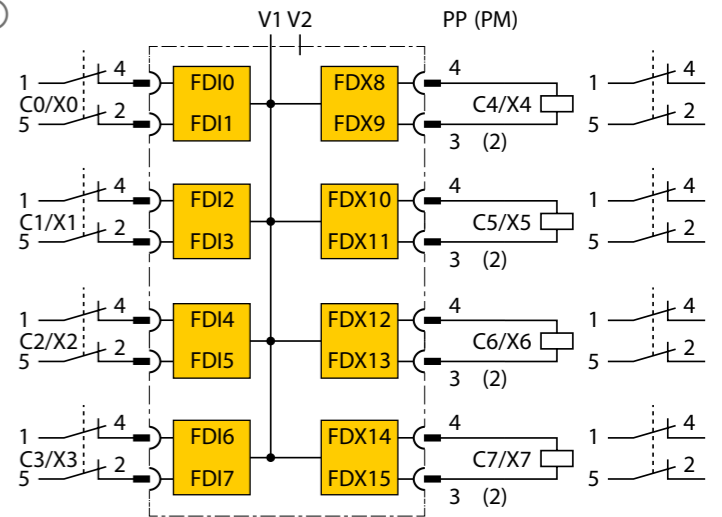 V1 V2 PP (PM)
1 4 FDI0 FDX8 4 1 4
C0/X0 C4/X4
5 2 FDI1 FDX9 5 2
3 (2)
1 4 FDI2 FDX10 4 1 4
C1/X1 C5/X5
5 2 FDI3 FDX11 5 2
3 (2)
1 4 FDI4 FDX12 4 1 4
C2/X2 C6/X6
5 2 FDI5 FDX13 5 2
3 (2)
1 4 FDI6 FDX14 4 1 4
C3/X3 C7/X7
5 2 FDI7 FDX15 5 2
3 (2)